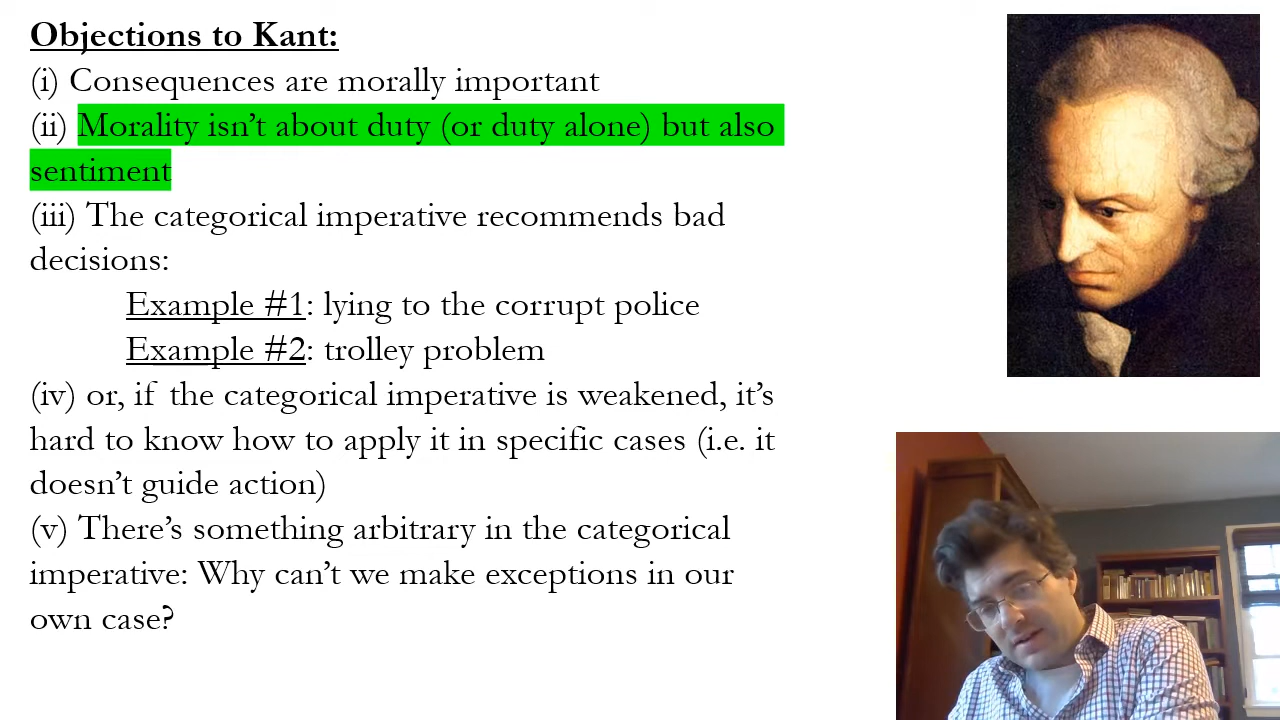 Objections to Kant:
(i) Consequences are morally important
(ii) Morality isn’t about duty (or duty alone) but also
sentiment
(iii) The categorical imperative recommends bad
decisions:
Example #1: lying to the corrupt police
Example #2: trolley problem
(iv) or, if the categorical imperative is weakened, it’s
hard to know how to apply it in specific cases (i.e. it
doesn’t guide action)
(v) There’s something arbitrary in the categorical
imperative: Why can’t we make exceptions in our
own case?